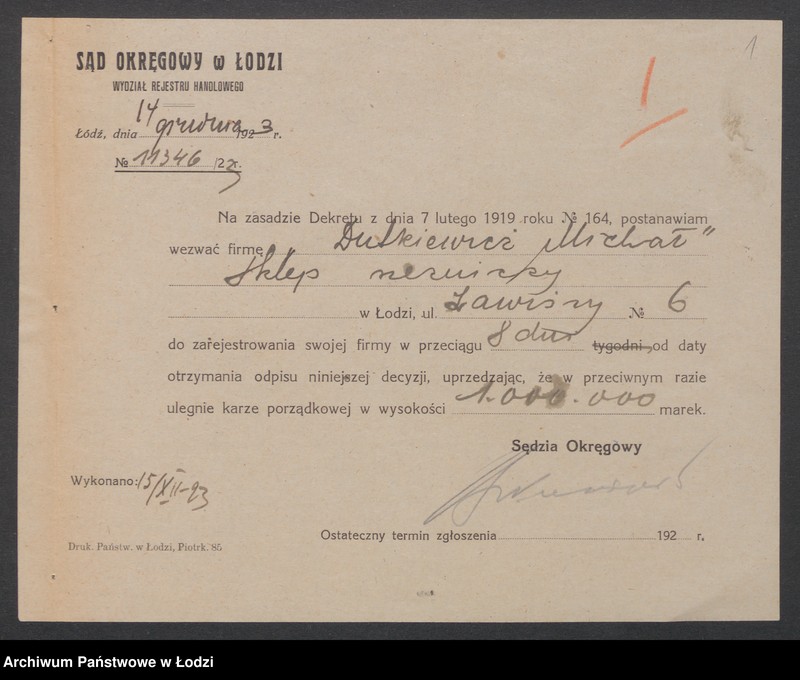 1
SĄD OKRĘGOWY w ŁODZI
WYDZIAŁ REJESTRU HANDLOWEGO
Łódź, dnia 14 grudnia 1923 r.
№ 11346 /23 r.
Na zasadzie Dekretu z dnia 7 lutego 1919 roku № 164, postanawiam
wezwać firmę „Dutkiewicz Michał”
Sklep rzeźniczy
w Łodzi, ul. Zawiszy № 6
do zarejestrowania swojej firmy w przeciągu 8 dni tygodni od daty
otrzymania odpisu niniejszej decyzji, uprzedzając, że w przeciwnym razie
ulegnie karze porządkowej w wysokości 1.000.000 marek.
Sędzia Okręgowy
Wykonano: 15/XII-23
Ostateczny termin zgłoszenia 192 r.
Druk. Państw. w Łodzi, Piotrk. 85
Archiwum Państwowe w Łodzi